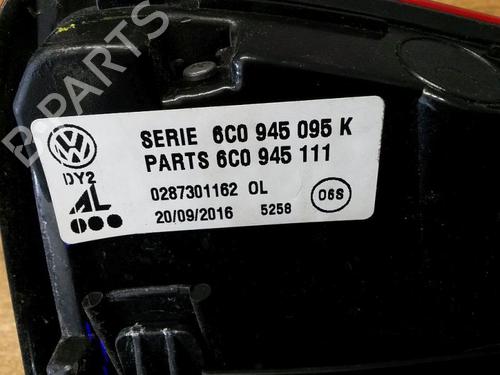 B-PARTS
SERIE 6C0 945 095 K
PARTS 6C0 945 111
DY2
0287301162 OL
20/09/2016 5258
06S